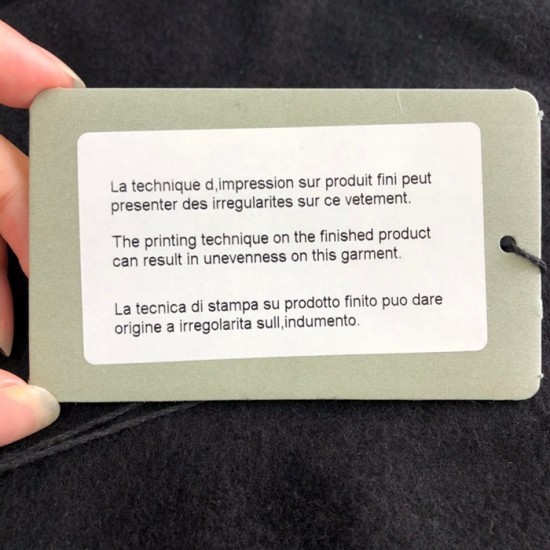 La technique d,impression sur produit fini peut
presenter des irregularites sur ce vetement.
The printing technique on the finished product
can result in unevenness on this garment.
La tecnica di stampa su prodotto finito puo dare
origine a irregolarita sull,indumento.